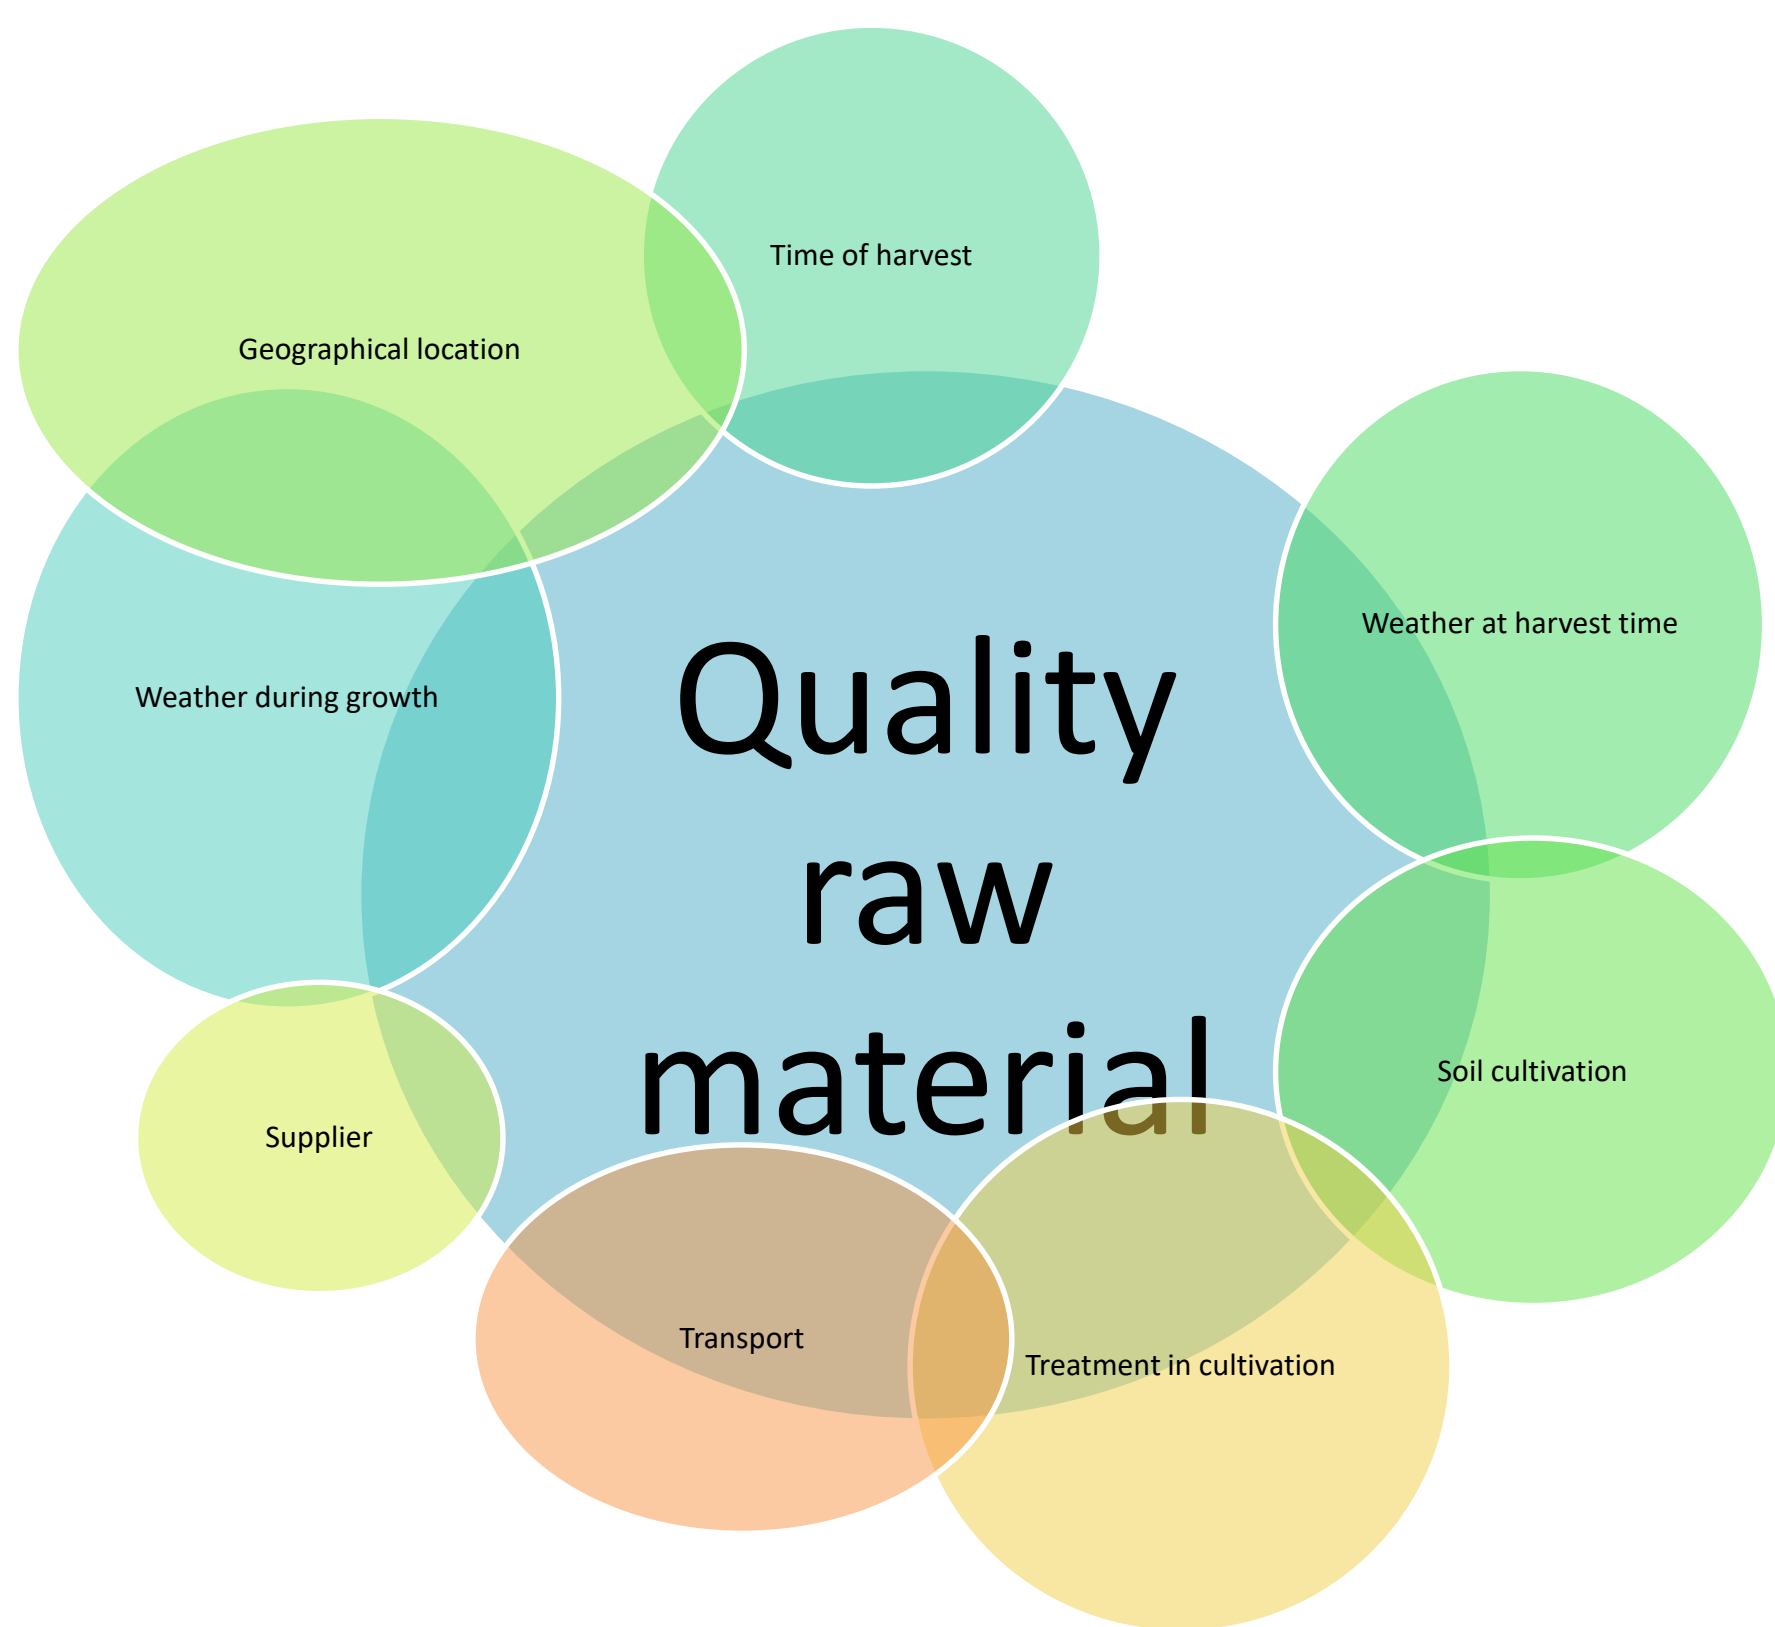 Time of harvest
Geographical location
Weather at harvest time
Weather during growth
Quality
raw
material
Soil cultivation
Supplier
Transport
Treatment in cultivation